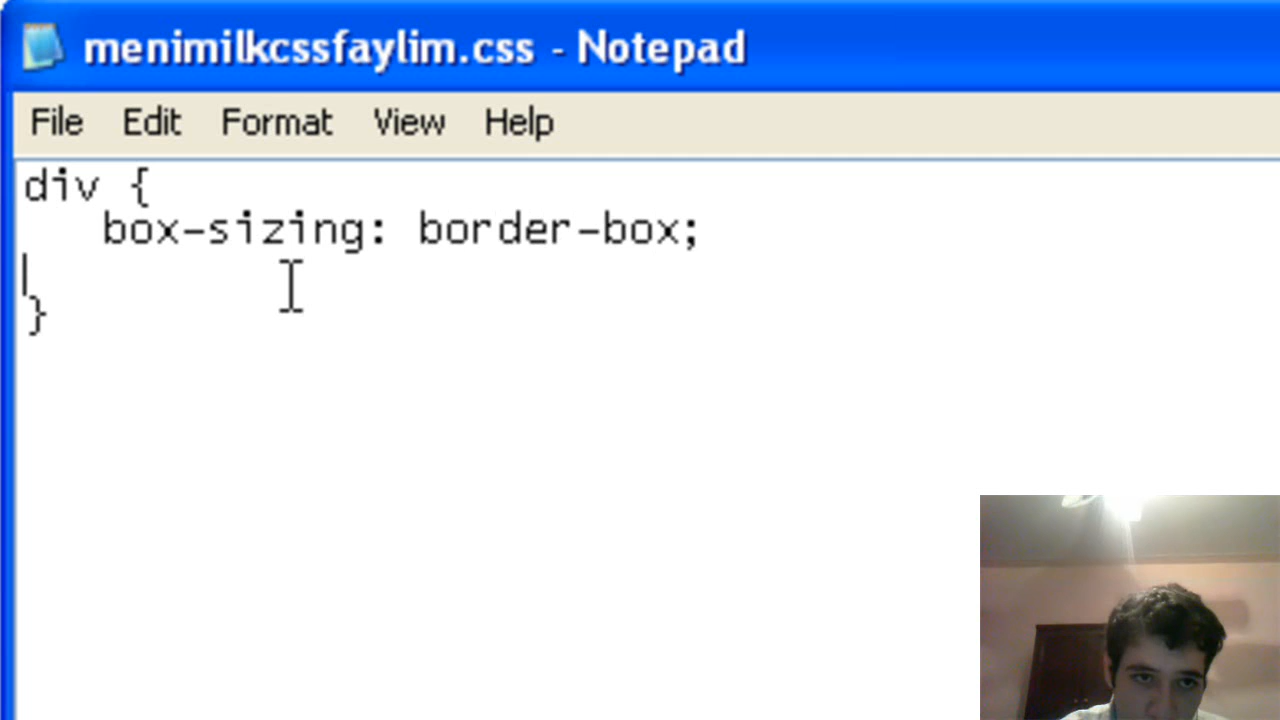 menimilkcssfaylim.css - Notepad
File Edit Format View Help
div {
   box-sizing: border-box;
}